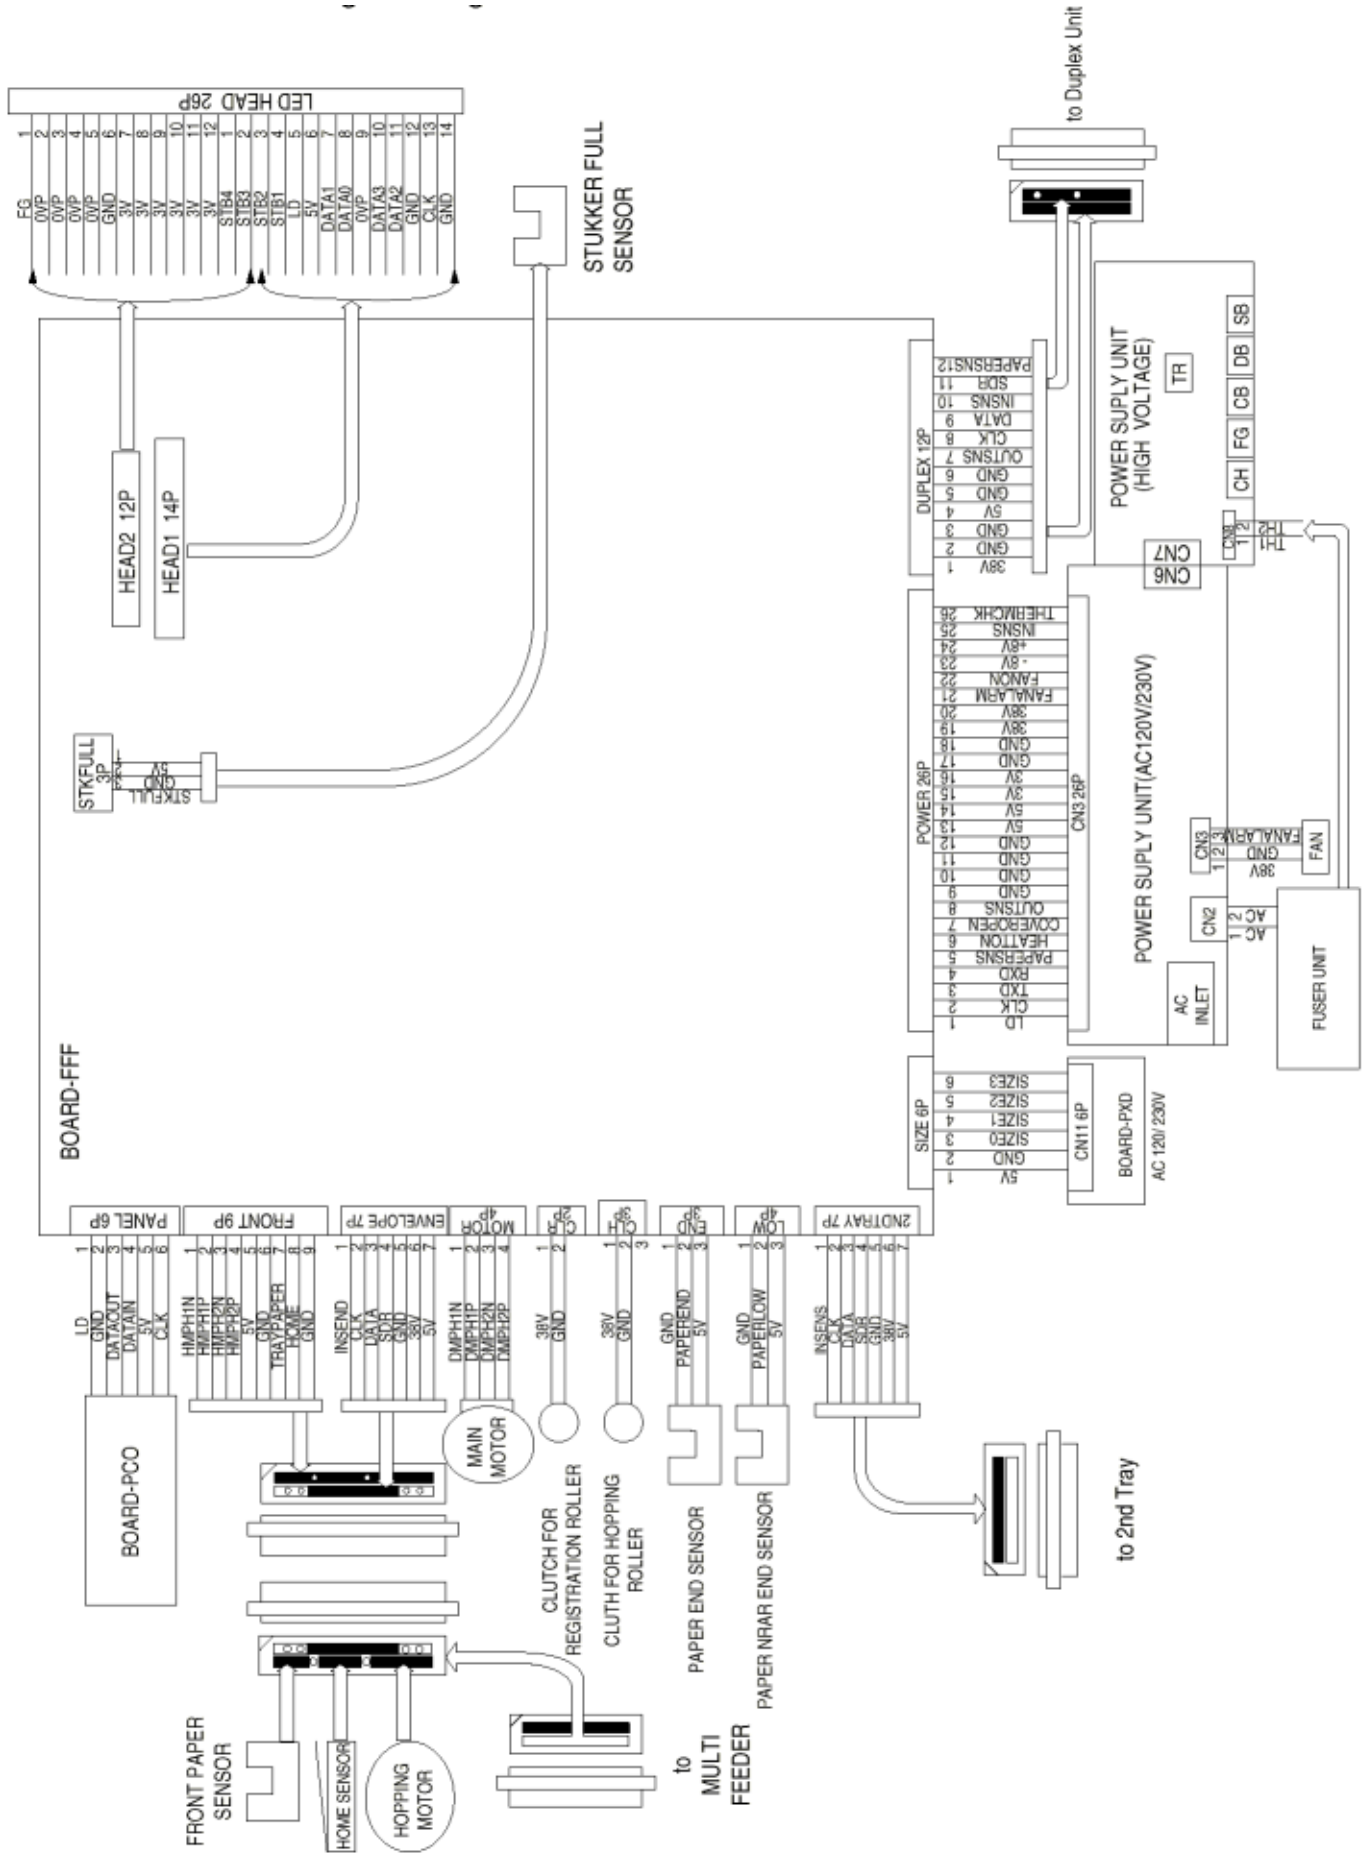 LED HEAD 26P
1 FG
2 0VP
3 0VP
4 0VP
5 0VP
6 GND
7 3V
8 3V
9 3V
10 3V
11 3V
12 3V
1 STB4
2 STB3
3 STB2
4 STB1
5 LD
6 5V
7 DATA1
8 DATA0
9 0VP
10 DATA3
11 DATA2
12 GND
13 CLK
14 GND
HEAD2 12P
HEAD1 14P
STUKKER FULL
SENSOR
STKFULL
3P
5V
GND
STKFULL
BOARD-FFF
to Duplex Unit
DUPLEX 12P
12 PAPERSNS
11 SDR
10 INSNS
9 DATA
8 CLK
7 OUTSNS
6 GND
5 GND
4 5V
3 GND
2 GND
1 38V
POWER SUPLY UNIT
(HIGH VOLTAGE)
TR
SB
DB
CB
FG
CH
CN8
1 2
TH1
TH2
CN7
CN6
POWER 26P
26 THERMCHK
25 INSNS
24 +8V
23 -8V
22 FANON
21 FANALARM
20 38V
19 38V
18 GND
17 GND
16 3V
15 3V
14 5V
13 5V
12 GND
11 GND
10 GND
9 GND
8 OUTSNS
7 COVEROPEN
6 HEATTON
5 PAPERSNS
4 RXD
3 TXD
2 CLK
1 LD
CN3 26P
POWER SUPLY UNIT(AC120V/230V)
CN3
1 2 3
38V
GND
FANALARM
FAN
CN2
1 2
AC
AC
AC
INLET
FUSER UNIT
SIZE 6P
6 SIZE3
5 SIZE2
4 SIZE1
3 SIZE0
2 GND
1 5V
CN11 6P
BOARD-PXD
AC 120/ 230V
PANEL 6P
1 LD
2 GND
3 DATAOUT
4 DATAIN
5 5V
6 CLK
BOARD-PCO
FRONT 9P
1 HMPH1N
2 HMPH1P
3 HMPH2N
4 HMPH2P
5 5V
6 GND
7 TRAYPAPER
8 HOME
9 GND
ENVELOPE 7P
1 INSEND
2 CLK
3 DATA
4 SDR
5 GND
6 38V
7 5V
MOTOR
4P
1 DMPH1N
2 DMPH1P
3 DMPH2N
4 DMPH2P
MAIN
MOTOR
CLR
2P
1 38V
2 GND
CLUTCH FOR
REGISTRATION ROLLER
CLH
1 38V
2 GND
3
CLUTH FOR HOPPING
ROLLER
END
1 GND
2 PAPEREND
3 5V
PAPER END SENSOR
LOW
4P
1 GND
2 PAPERLOW
3 5V
PAPER NRAR END SENSOR
2NDTRAY 7P
1 INSENS
2 CLK
3 DATA
4 SDR
5 GND
6 38V
7 5V
to 2nd Tray
FRONT PAPER
SENSOR
HOME SENSOR
HOPPING
MOTOR
to
MULTI
FEEDER